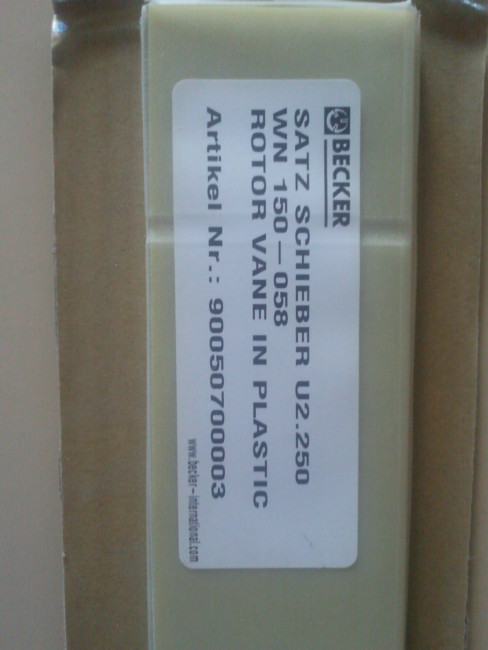 BECKER
SATZ SCHIEBER U2.250
WN 150-058
ROTOR VANE IN PLASTIC
Artikel Nr.: 90050700003
www.becker-international.com